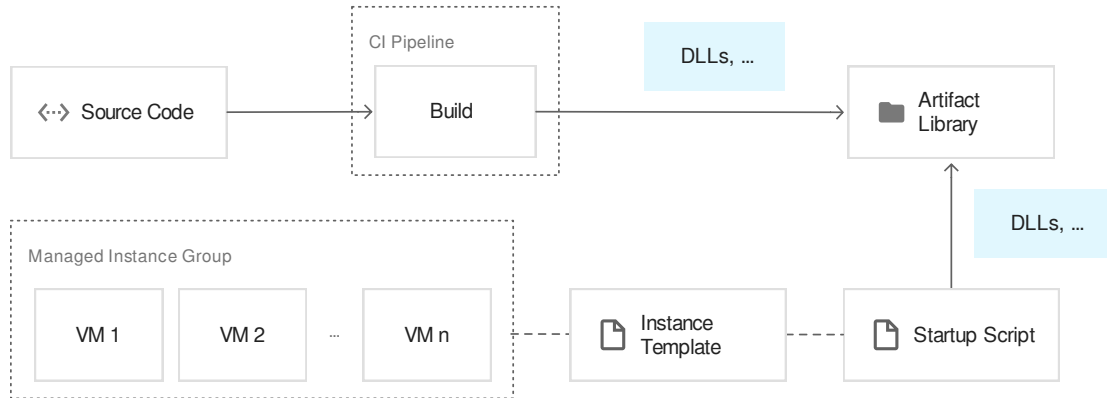 CI Pipeline
DLLs, ...
Source Code
Build
Artifact
Library
DLLs, ...
Managed Instance Group
VM 1
VM 2
...
VM n
Instance
Template
Startup Script